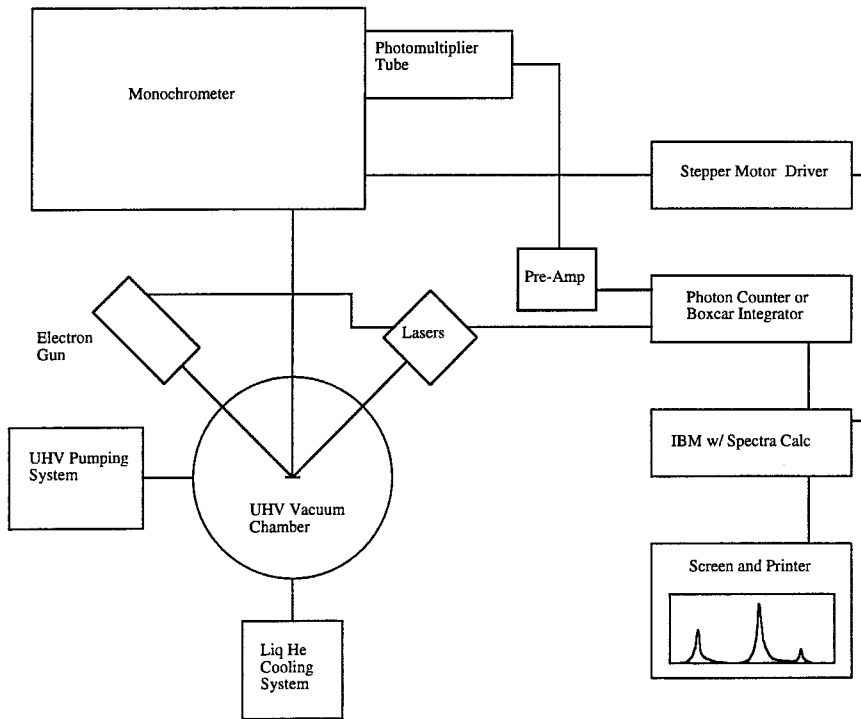 Photomultiplier
Tube
Monochrometer
Stepper Motor Driver
Pre-Amp
Photon Counter or
Boxcar Integrator
Lasers
Electron
Gun
IBM w/ Spectra Calc
UHV Pumping
System
UHV Vacuum
Chamber
Screen and Printer
Liq He
Cooling
System